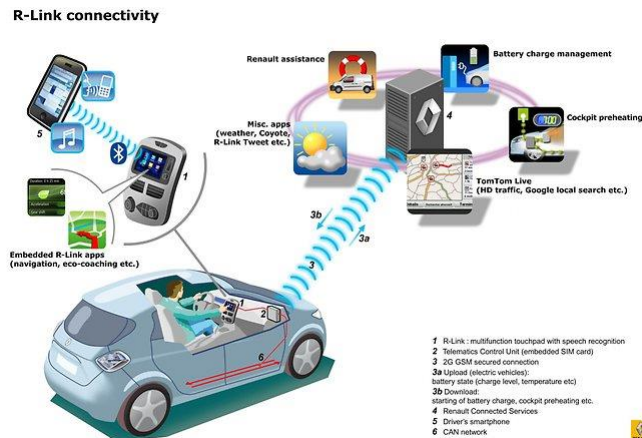 R-Link connectivity
Renault assistance
Battery charge management
Misc. apps
(weather, Coyote,
R-Link Tweet etc.)
4
Cockpit preheating
5
1
TomTom Live
(HD traffic, Google local search etc.)
3b
3a
3
Embedded R-Link apps
(navigation, eco-coaching etc.)
1
2
6
1 R-Link : multifunction touchpad with speech recognition
2 Telematics Control Unit (embedded SIM card)
3 2G GSM secured connection
3a Upload (electric vehicles):
battery state (charge level, temperature etc)
3b Download:
starting of battery charge, cockpit preheating etc.
4 Renault Connected Services
5 Driver's smartphone
6 CAN network